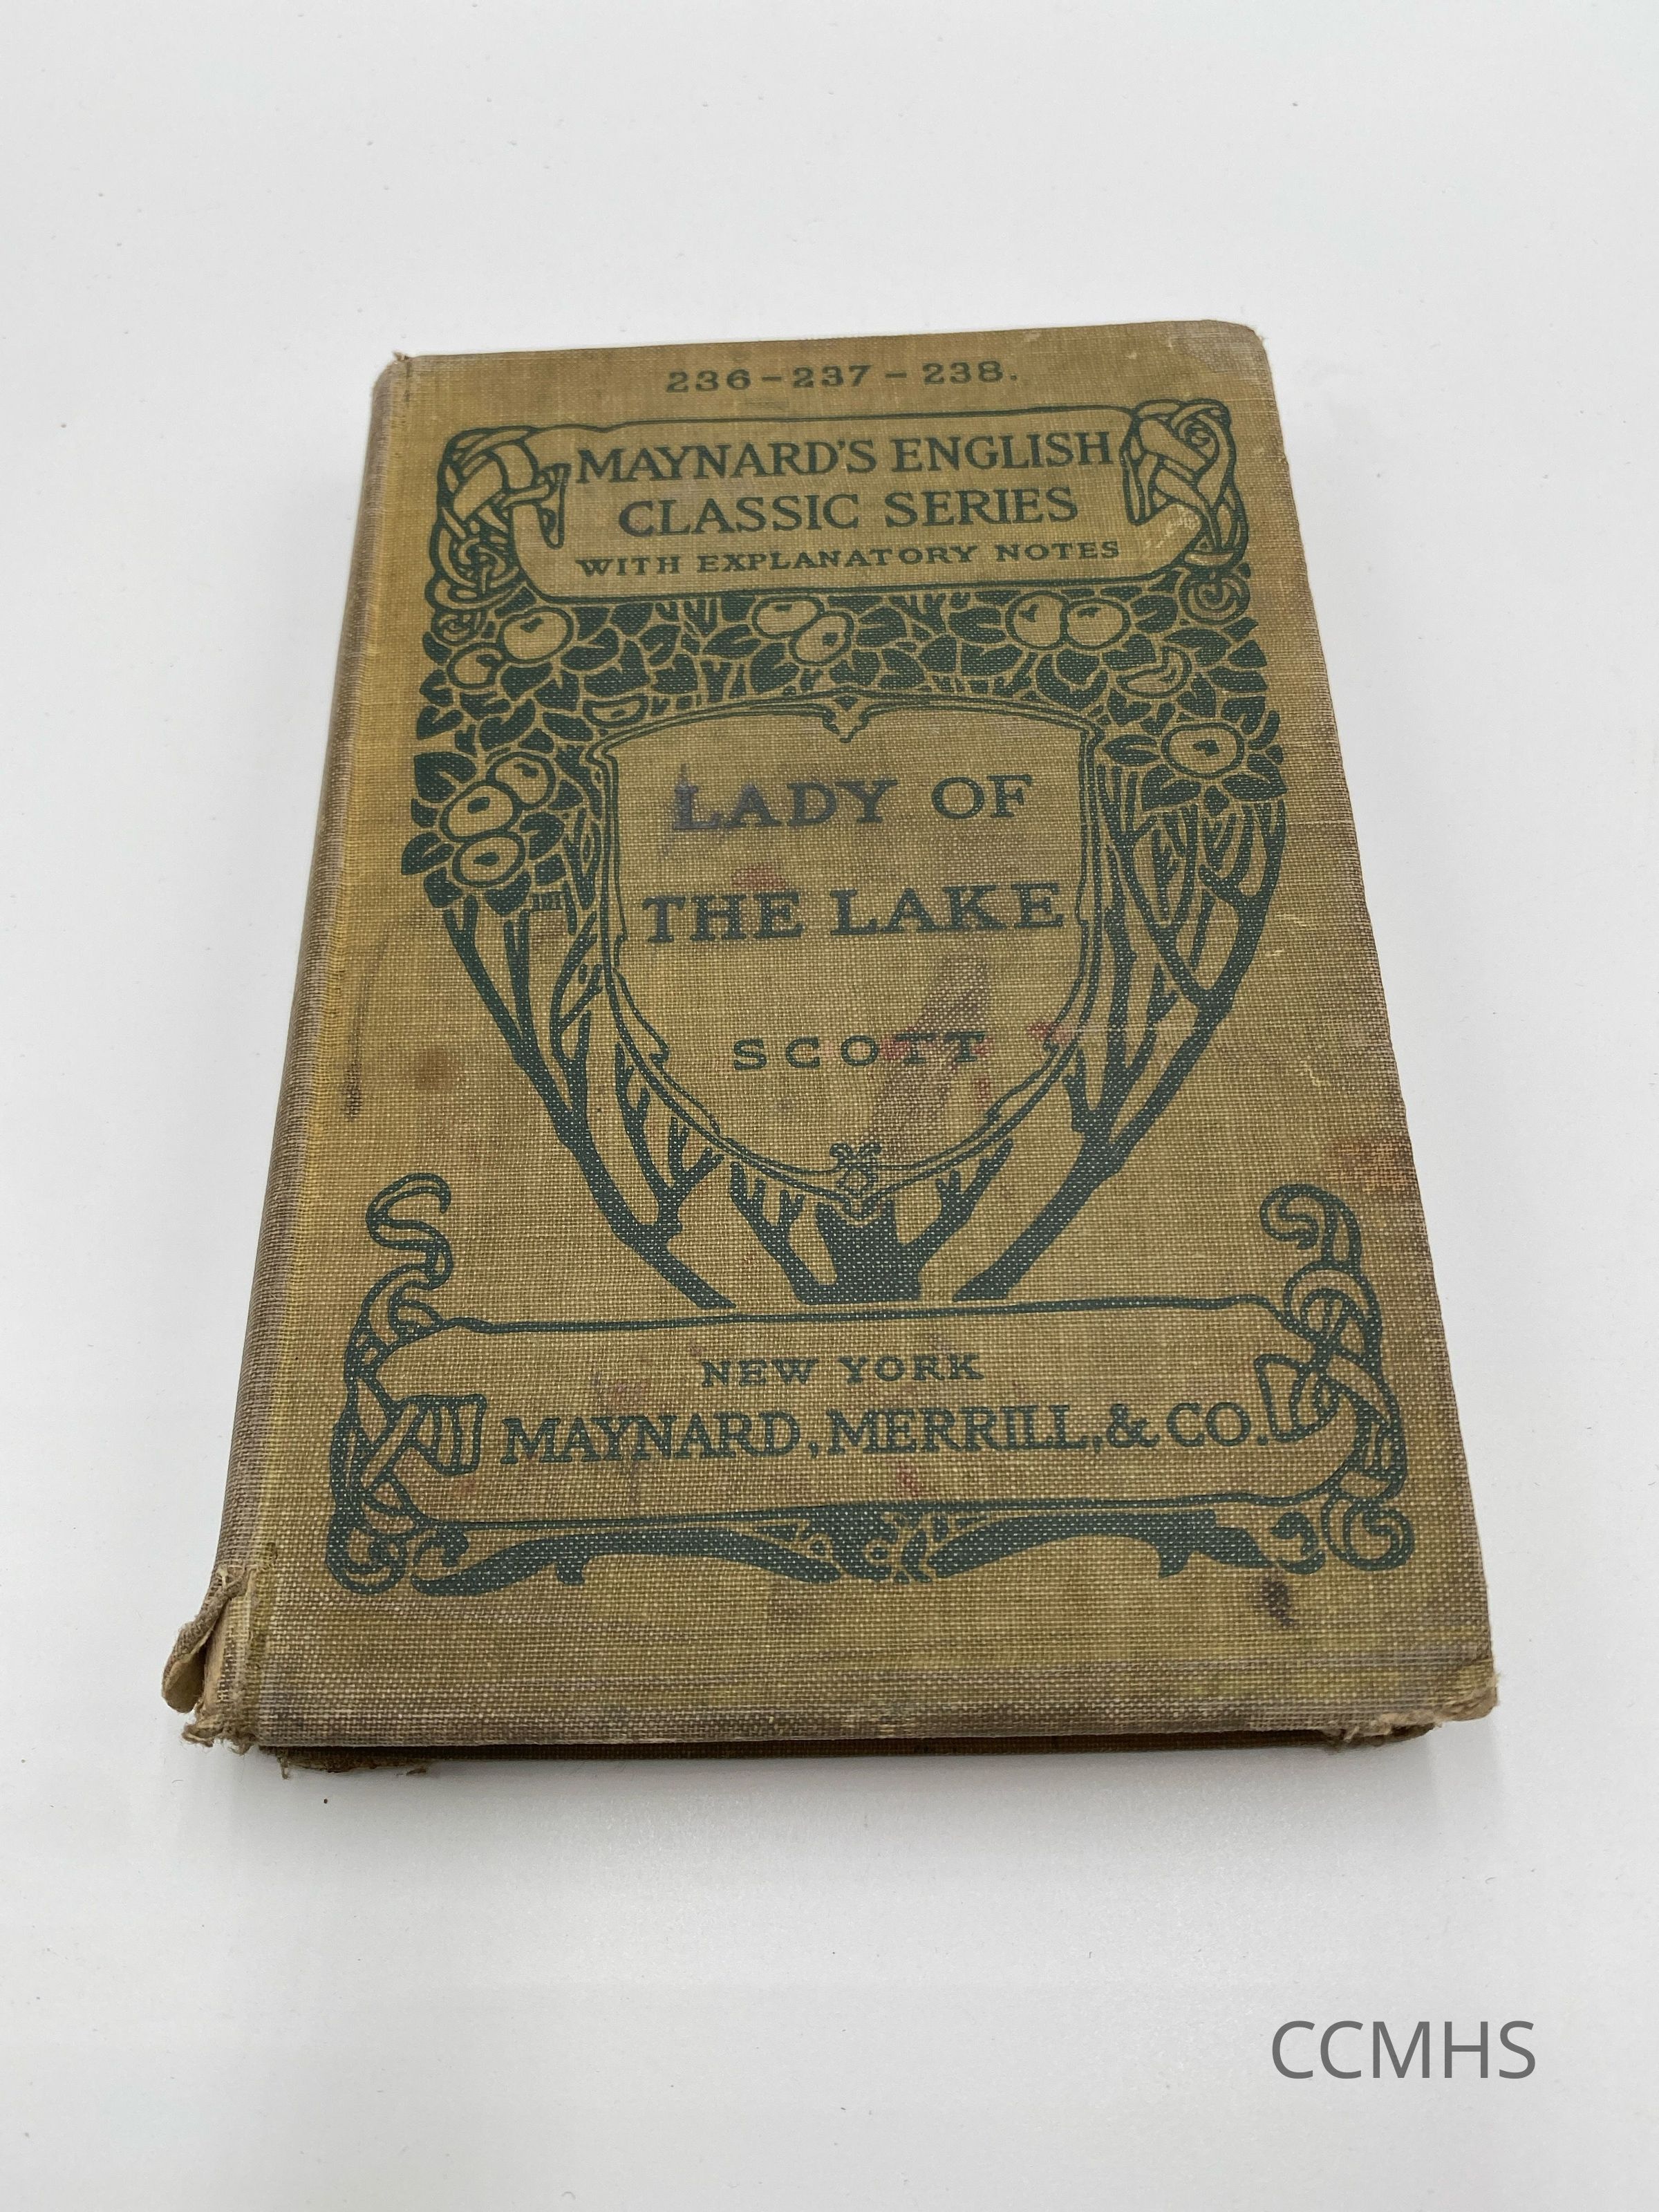 236-237-238.
MAYNARD'S ENGLISH
CLASSIC SERIES
WITH EXPLANATORY NOTES
LADY OF
THE LAKE
SCOTT
NEW YORK
MAYNARD, MERRILL, & CO.
CCMHS